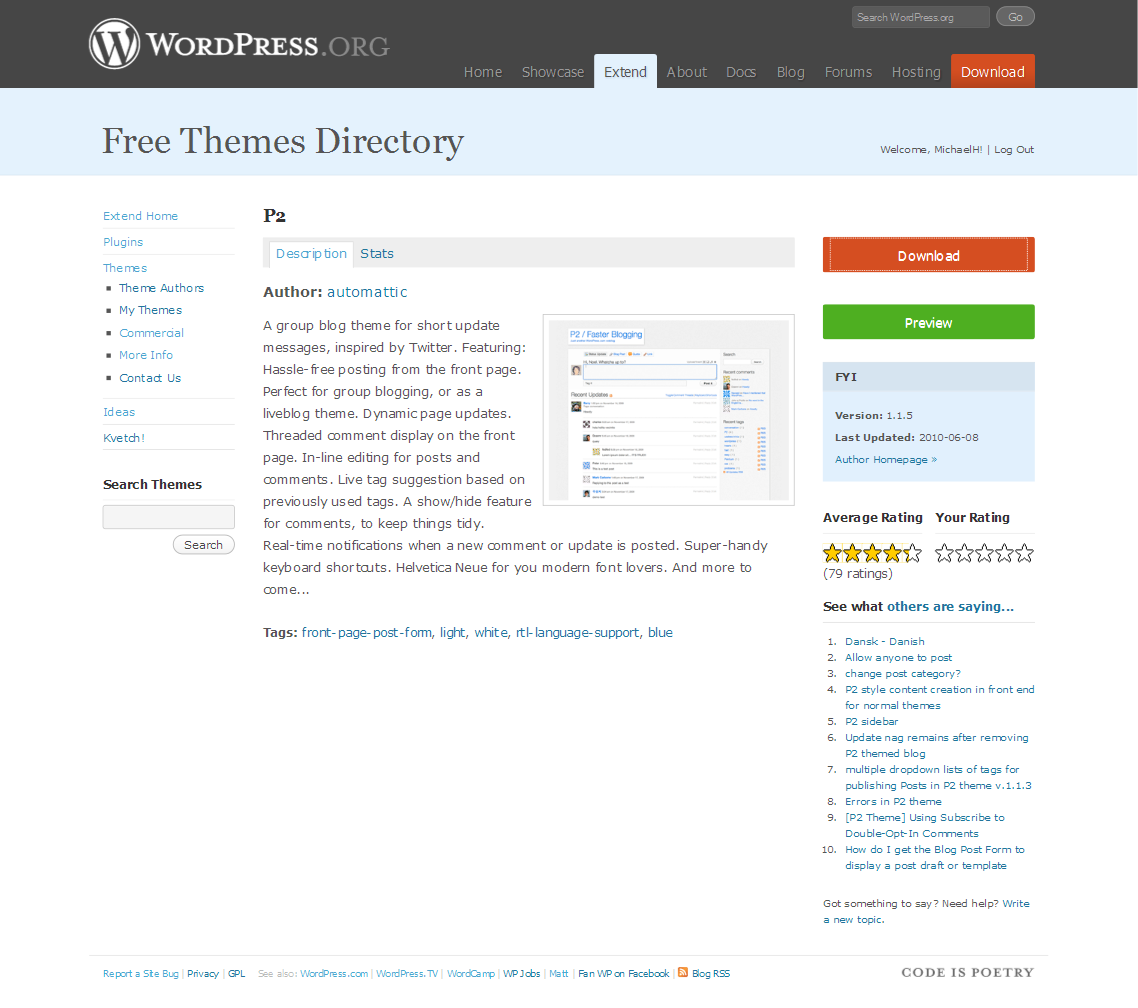 WORDPRESS.ORG
Search WordPress.org Go
Home Showcase Extend About Docs Blog Forums Hosting Download
Free Themes Directory
Welcome, MichaelH! | Log Out
Extend Home
Plugins
Themes
Theme Authors
My Themes
Commercial
More Info
Contact Us
Ideas
Kvetch!
Search Themes
Search
P2
Description Stats
Author: automattic
A group blog theme for short update
messages, inspired by Twitter. Featuring:
Hassle-free posting from the front page.
Perfect for group blogging, or as a
liveblog theme. Dynamic page updates.
Threaded comment display on the front
page. In-line editing for posts and
comments. Live tag suggestion based on
previously used tags. A show/hide feature
for comments, to keep things tidy.
Real-time notifications when a new comment or update is posted. Super-handy
keyboard shortcuts. Helvetica Neue for you modern font lovers. And more to
come...
P2 / Faster Blogging
Recent Updates
Search
Recent comments
Recent tags
Tags: front-page-post-form, light, white, rtl-language-support, blue
Download
Preview
FYI
Version: 1.1.5
Last Updated: 2010-06-08
Author Homepage »
Average Rating Your Rating
(79 ratings)
See what others are saying...
1. Dansk - Danish
2. Allow anyone to post
3. change post category?
4. P2 style content creation in front end
for normal themes
5. P2 sidebar
6. Update nag remains after removing
P2 themed blog
7. multiple dropdown lists of tags for
publishing Posts in P2 theme v.1.1.3
8. Errors in P2 theme
9. [P2 Theme] Using Subscribe to
Double-Opt-In Comments
10. How do I get the Blog Post Form to
display a post draft or template
Got something to say? Need help? Write
a new topic.
Report a Site Bug | Privacy | GPL See also: WordPress.com | WordPress.TV | WordCamp | WP Jobs | Matt | Fan WP on Facebook | Blog RSS
CODE IS POETRY